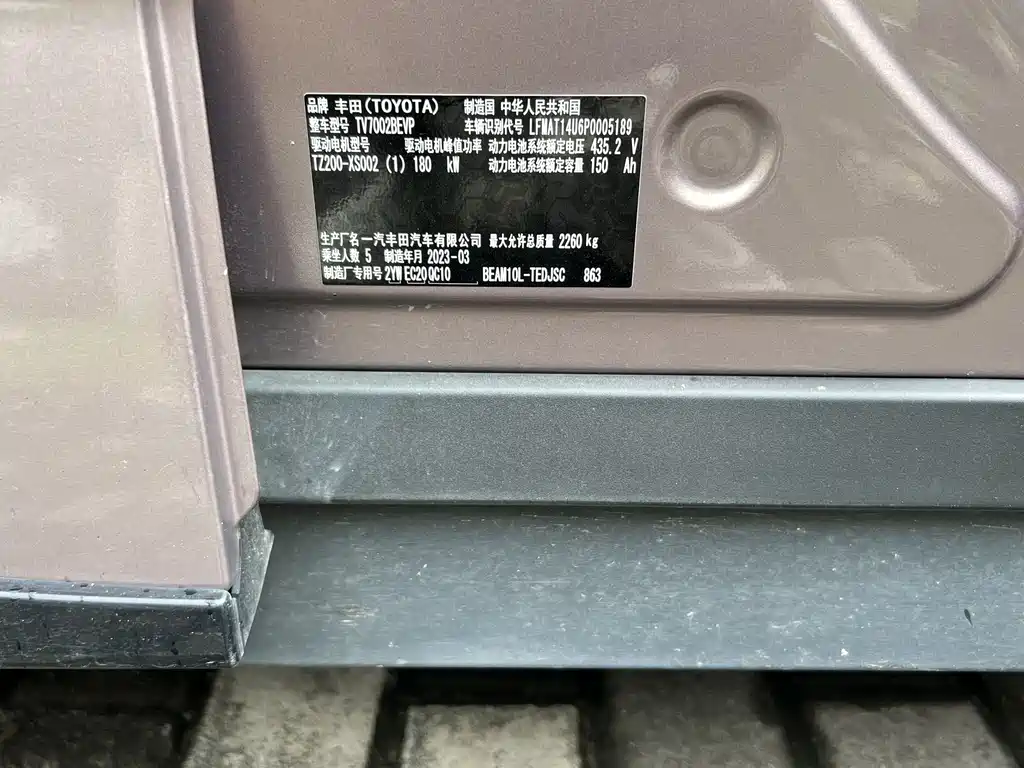 品牌 丰田(TOYOTA) 制造国 中华人民共和国
整车型号 TV7002BEVP 车辆识别代号 LFMAT14U6P0005189
驱动电机型号 驱动电机峰值功率 动力电池系统额定电压 435.2 V
TZ200-XS002 (1) 180 kW 动力电池系统额定容量 150 Ah
生产厂名 一汽丰田汽车有限公司 最大允许总质量 2260 kg
乘坐人数 5 制造年月 2023-03
制造厂专用号 2YW EC20 QC10 BEAM10L-TEDJSC 863